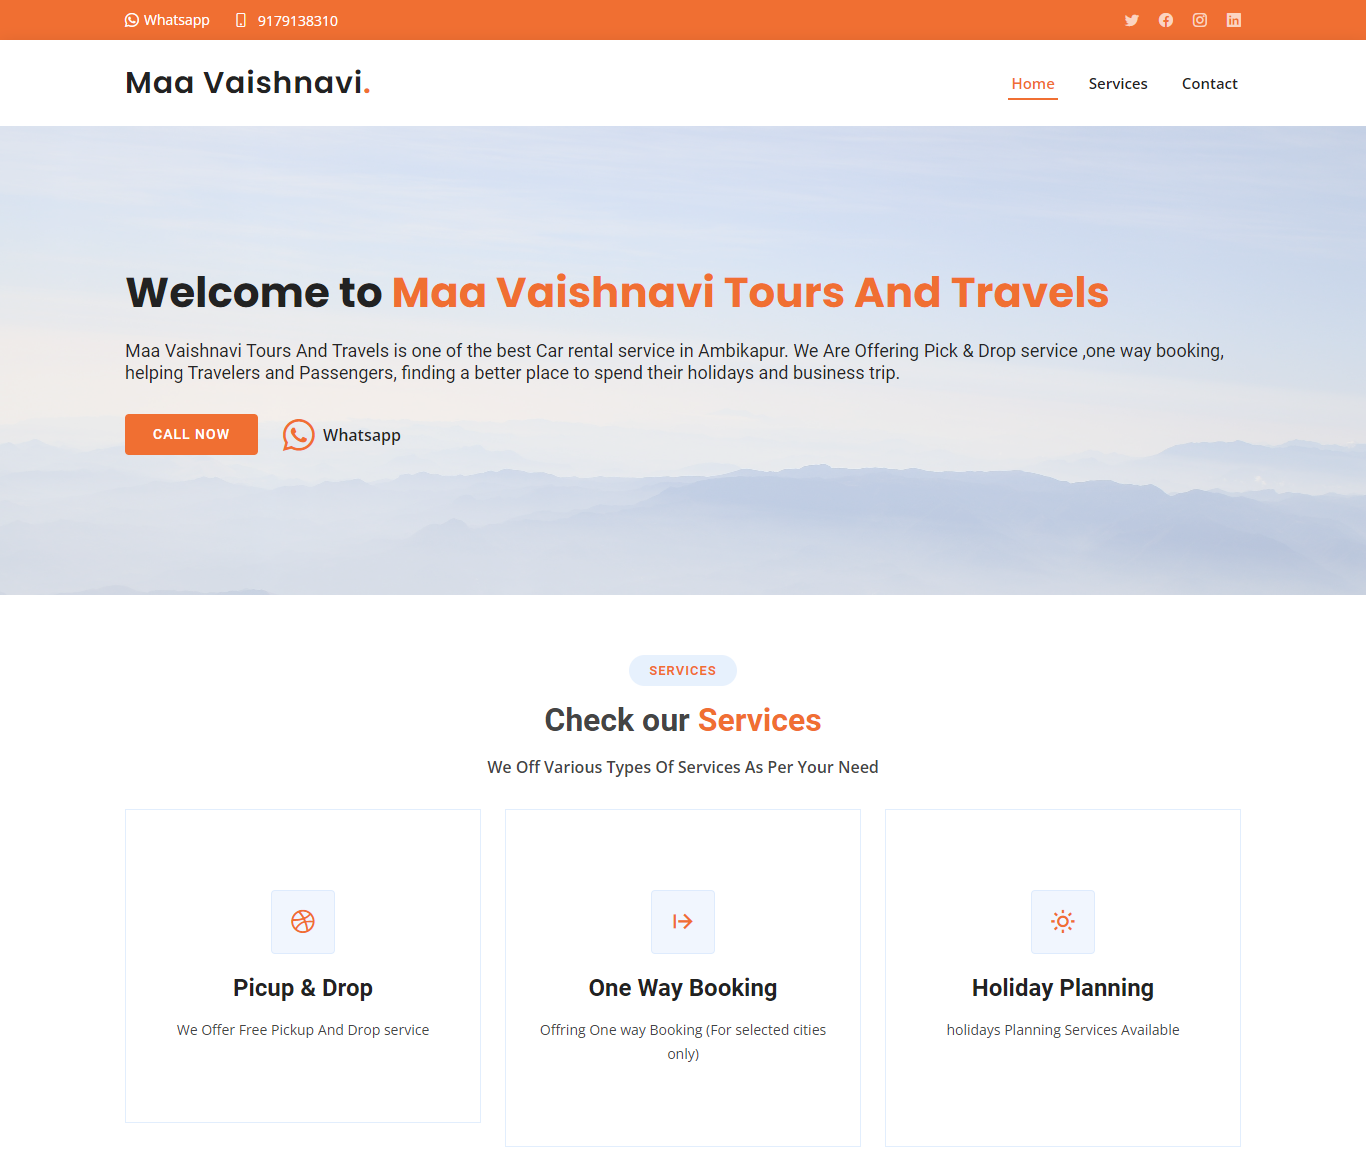 Whatsapp 9179138310
Maa Vaishnavi.
Home Services Contact
Welcome to Maa Vaishnavi Tours And Travels
Maa Vaishnavi Tours And Travels is one of the best Car rental service in Ambikapur. We Are Offering Pick & Drop service ,one way booking,
helping Travelers and Passengers, finding a better place to spend their holidays and business trip.
CALL NOW Whatsapp
SERVICES
Check our Services
We Off Various Types Of Services As Per Your Need
Picup & Drop
We Offer Free Pickup And Drop service
One Way Booking
Offring One way Booking (For selected cities
only)
Holiday Planning
holidays Planning Services Available